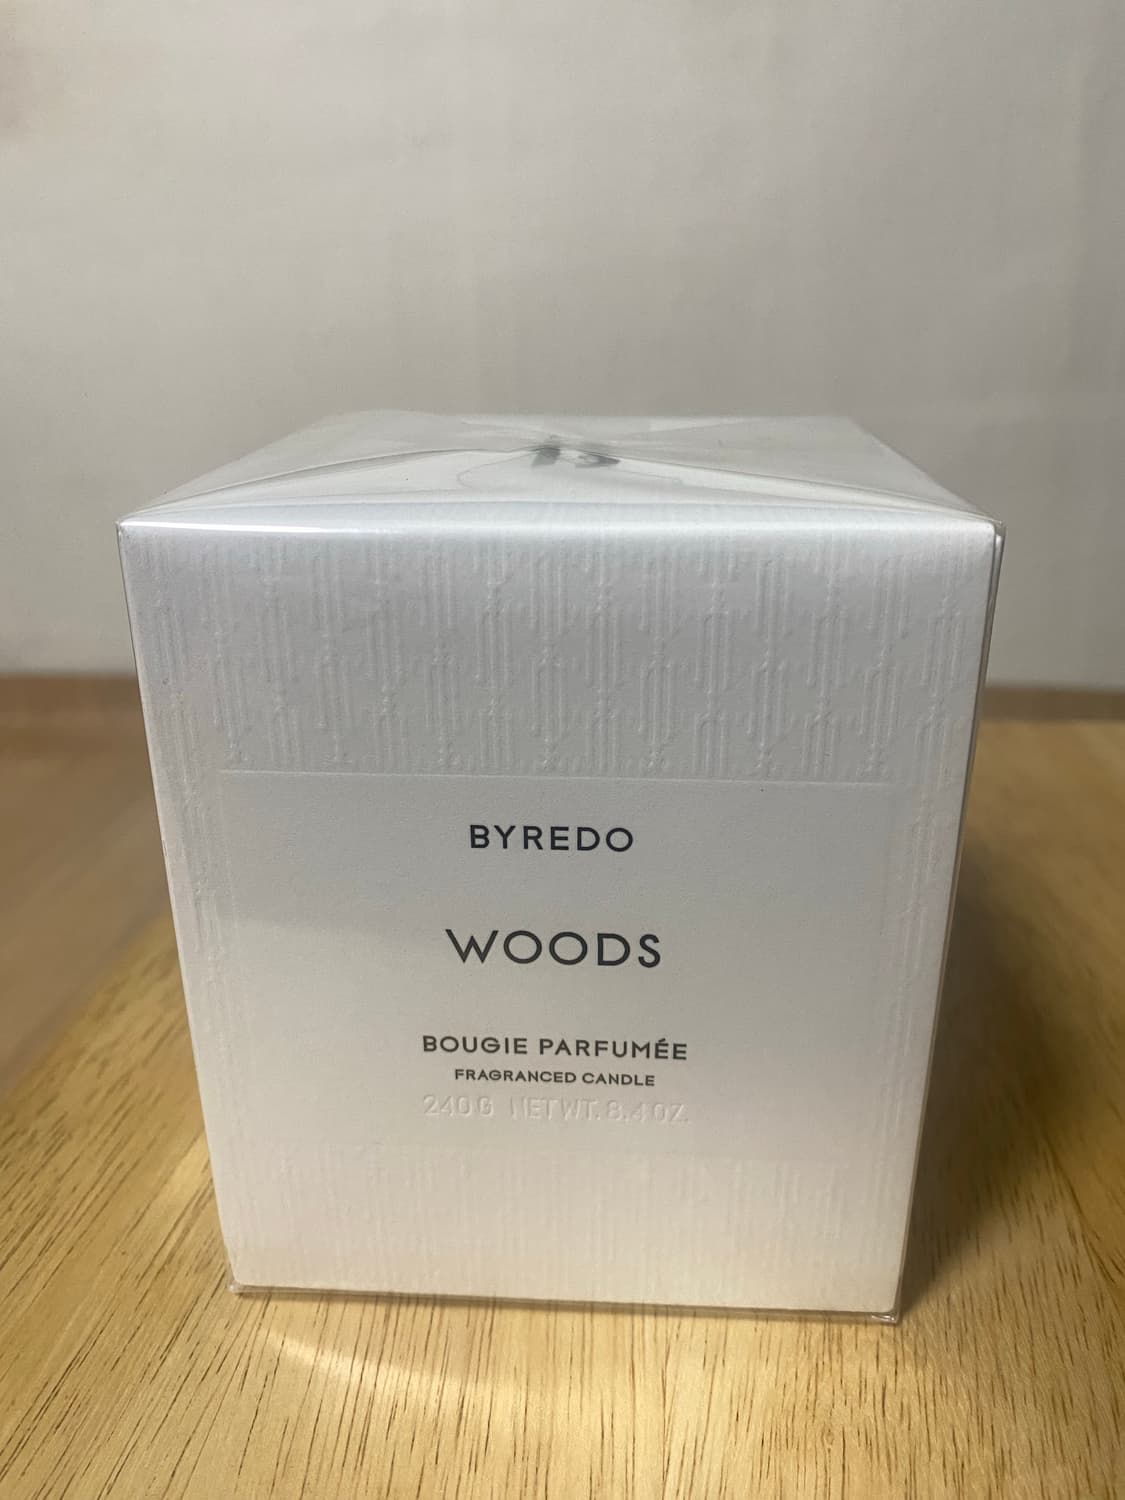 BYREDO
WOODS
BOUGIE PARFUMÉE
FRAGRANCED CANDLE
240 G NET WT. 8.4 OZ.